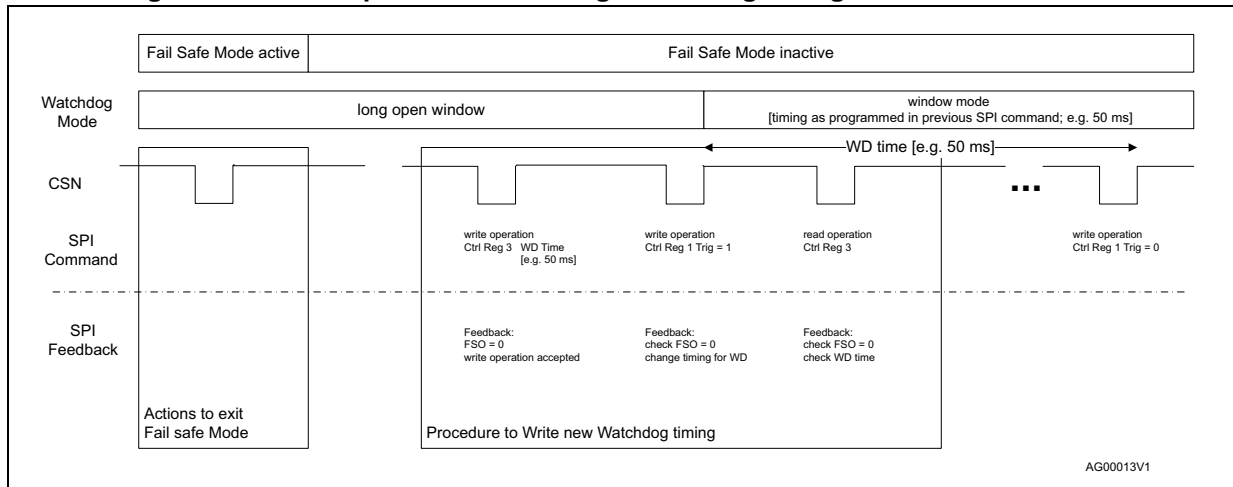 Fail Safe Mode active
Fail Safe Mode inactive
Watchdog
Mode
long open window
window mode
[timing as programmed in previous SPI command; e.g. 50 ms]
WD time [e.g. 50 ms]
CSN
...
SPI
Command
write operation
Ctrl Reg 3 WD Time
[e.g. 50 ms]
write operation
Ctrl Reg 1 Trig = 1
read operation
Ctrl Reg 3
write operation
Ctrl Reg 1 Trig = 0
SPI
Feedback
Feedback:
FSO = 0
write operation accepted
Feedback:
check FSO = 0
change timing for WD
Feedback:
check FSO = 0
check WD time
Actions to exit
Fail safe Mode
Procedure to Write new Watchdog timing
AG00013V1